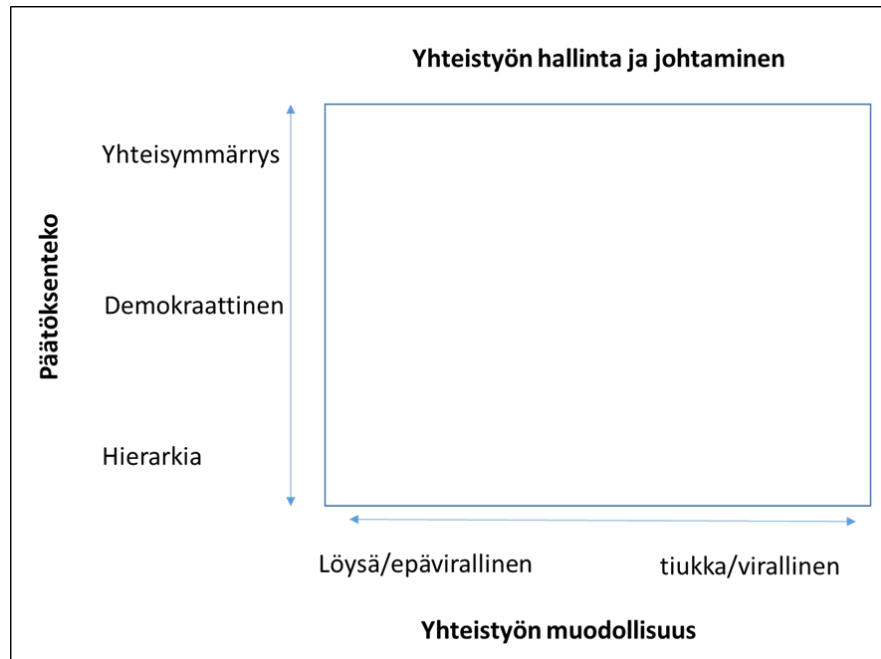 Yhteistyön hallinta ja johtaminen
Yhteisymmärrys
Päätöksenteko
Demokraattinen
Hierarkia
Löysä/epävirallinen
tiukka/virallinen
Yhteistyön muodollisuus